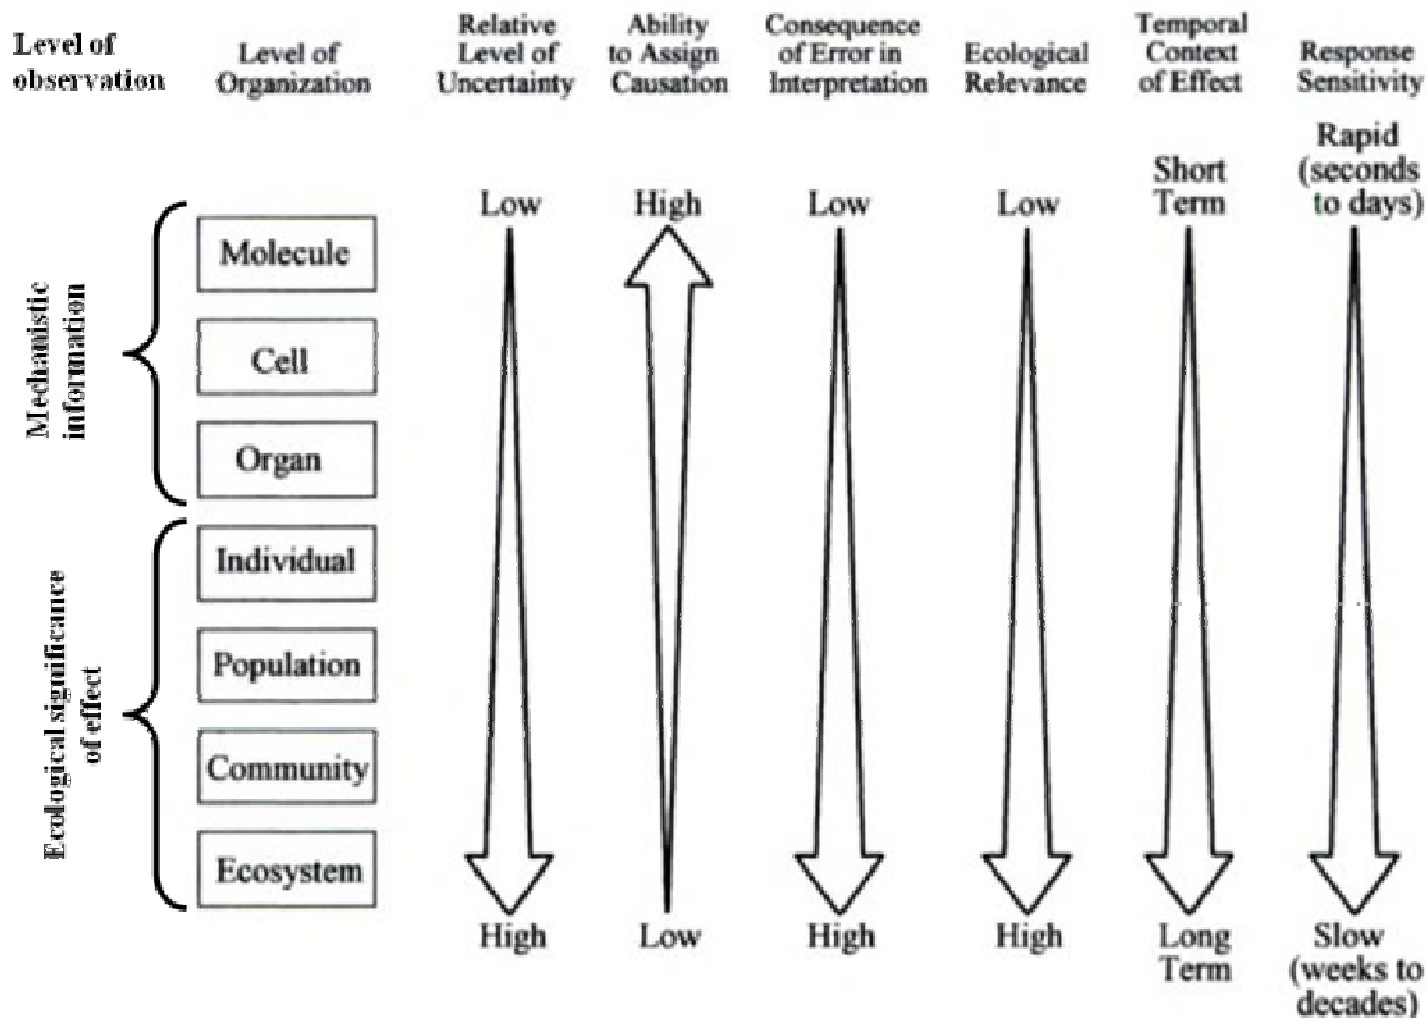 Level of
observation
Level of
Organization
Relative
Level of
Uncertainty
Ability
to Assign
Causation
Consequence
of Error in
Interpretation
Ecological
Relevance
Temporal
Context
of Effect
Response
Sensitivity
Low
High
Low
Low
Short
Term
Rapid
(seconds
to days)
Mechanistic
information
Molecule
Cell
Organ
Ecological significance
of effect
Individual
Population
Community
Ecosystem
High
Low
High
High
Long
Term
Slow
(weeks to
decades)